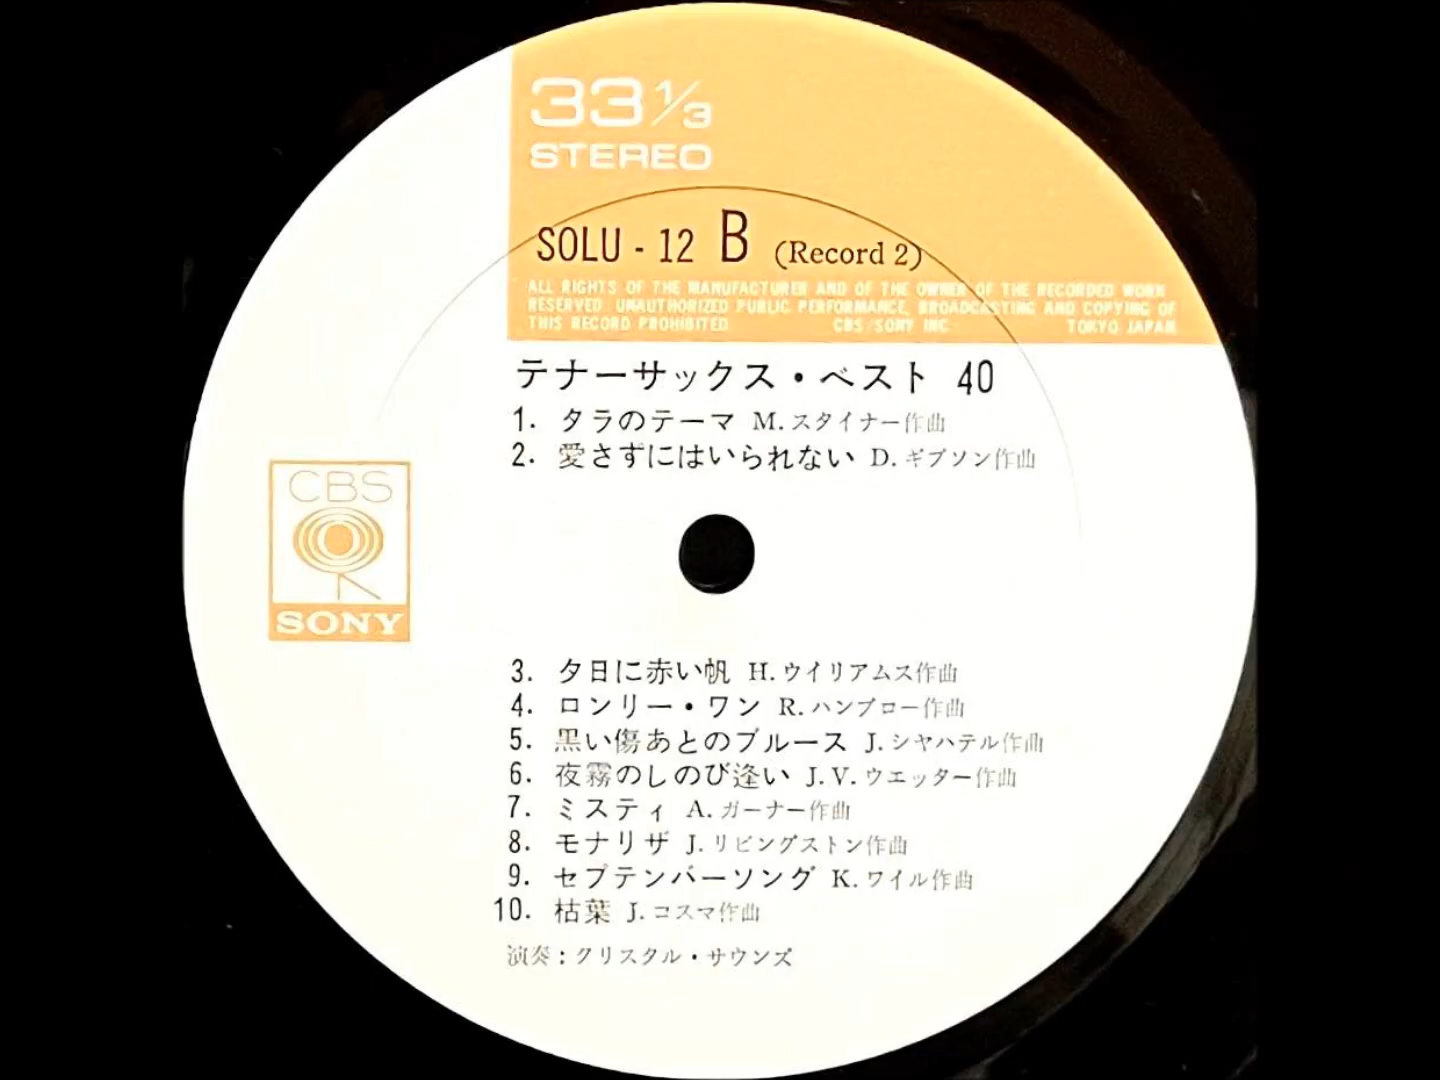 33 1/3
STEREO
SOLU - 12 B (Record 2)
ALL RIGHTS OF THE MANUFACTURER AND OF THE OWNER OF THE RECORDED WORK
RESERVED UNAUTHORIZED PUBLIC PERFORMANCE, BROADCASTING AND COPYING OF
THIS RECORD PROHIBITED CBS/SONY INC. TOKYO JAPAN
テナーサックス・ベスト 40
1. タラのテーマ M.スタイナー作曲
2. 愛さずにはいられない D.ギブソン作曲
CBS
SONY
3. 夕日に赤い帆 H.ウイリアムス作曲
4. ロンリー・ワン R.ハンブロー作曲
5. 黒い傷あとのブルース J.シヤハテル作曲
6. 夜霧のしのび逢い J.V.ウエッター作曲
7. ミスティ A.ガーナー作曲
8. モナリザ J.リビングストン作曲
9. セプテンバーソング K.ワイル作曲
10. 枯葉 J.コスマ作曲
演奏：クリスタル・サウンズ